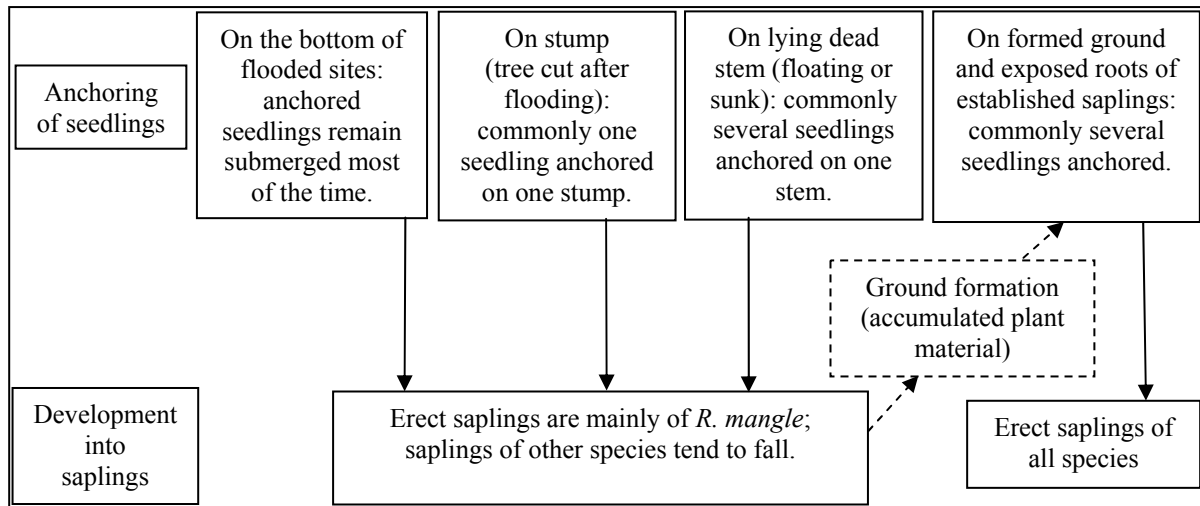 Anchoring
of seedlings
On the bottom of
flooded sites:
anchored
seedlings remain
submerged most
of the time.
On stump
(tree cut after
flooding):
commonly one
seedling anchored
on one stump.
On lying dead
stem (floating or
sunk): commonly
several seedlings
anchored on one
stem.
On formed ground
and exposed roots of
established saplings:
commonly several
seedlings anchored.
Ground formation
(accumulated plant
material)
Development
into
saplings
Erect saplings are mainly of R. mangle;
saplings of other species tend to fall.
Erect saplings of
all species